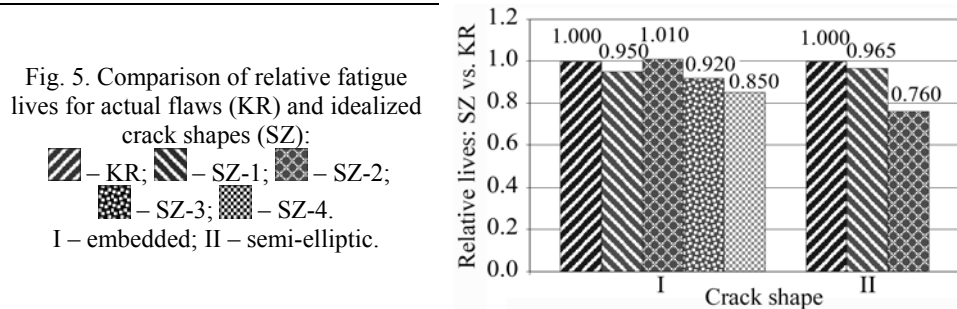 Fig. 5. Comparison of relative fatigue
lives for actual flaws (KR) and idealized
crack shapes (SZ):
– KR; – SZ-1; – SZ-2;
– SZ-3; – SZ-4.
I – embedded; II – semi-elliptic.
Relative lives: SZ vs. KR
1.2
1.0
0.8
0.6
0.4
0.2
0.0
1.000
0.950
1.010
0.920
0.850
1.000
0.965
0.760
I
II
Crack shape